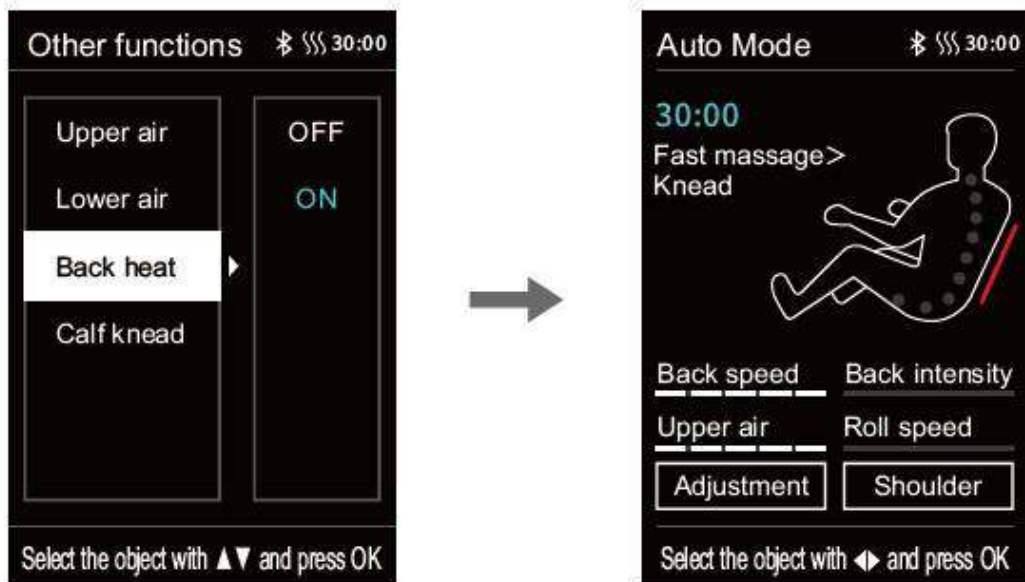 Other functions 30:00
Upper air OFF
Lower air ON
Back heat
Calf knead
Select the object with ▲▼ and press OK
Auto Mode 30:00
30:00
Fast massage>
Knead
Back speed Back intensity
Upper air Roll speed
Adjustment Shoulder
Select the object with ◀▶ and press OK